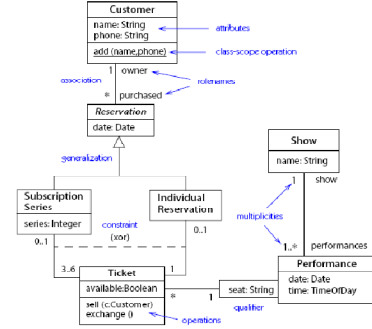 Customer
name: String
phone: String
attributes
add (name,phone)
class-scope operation
1 owner
association
rolenames
* purchased
Reservation
date: Date
Show
generalization
name: String
1 show
Subscription
Series
Individual
Reservation
series: Integer
constraint
multiplicities
0..1
(xor)
0..1
1..* performances
3..6
1
Ticket
Performance
available:Boolean
seat: String
date: Date
time: TimeOfDay
* 1
sell (c:Customer)
exchange ()
qualifier
operations